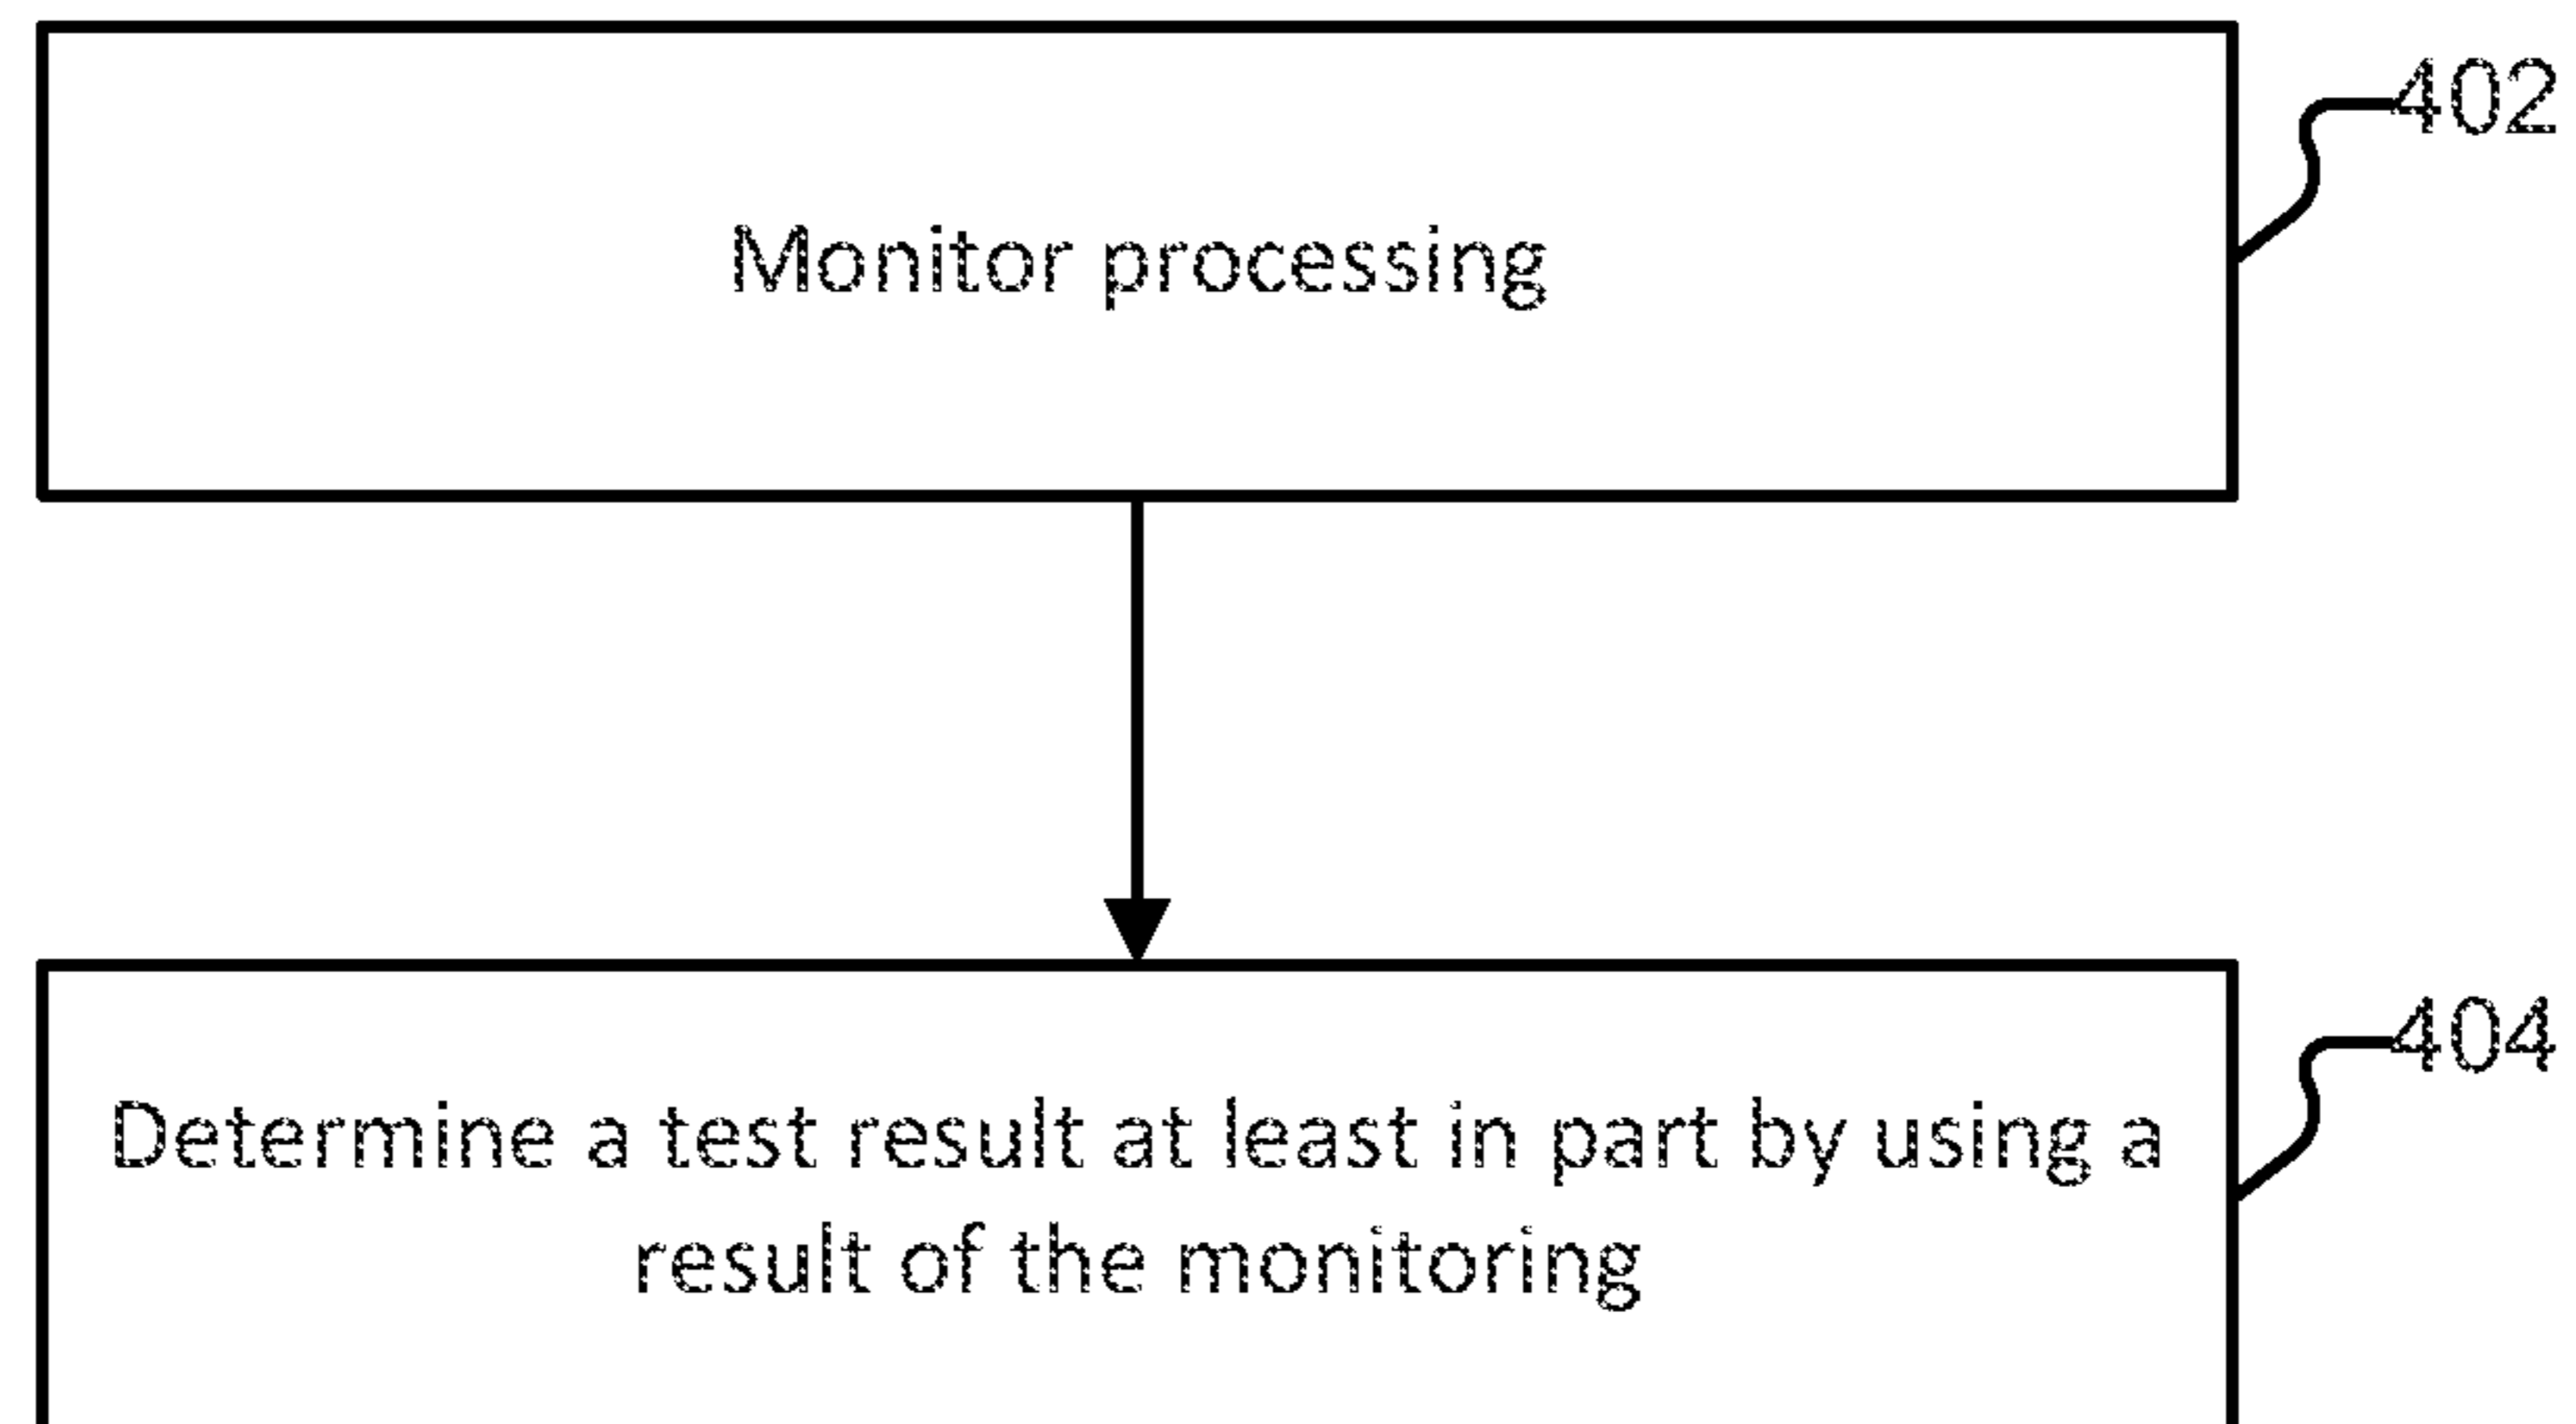 402
Monitor processing
404
Determine a test result at least in part by using a
result of the monitoring